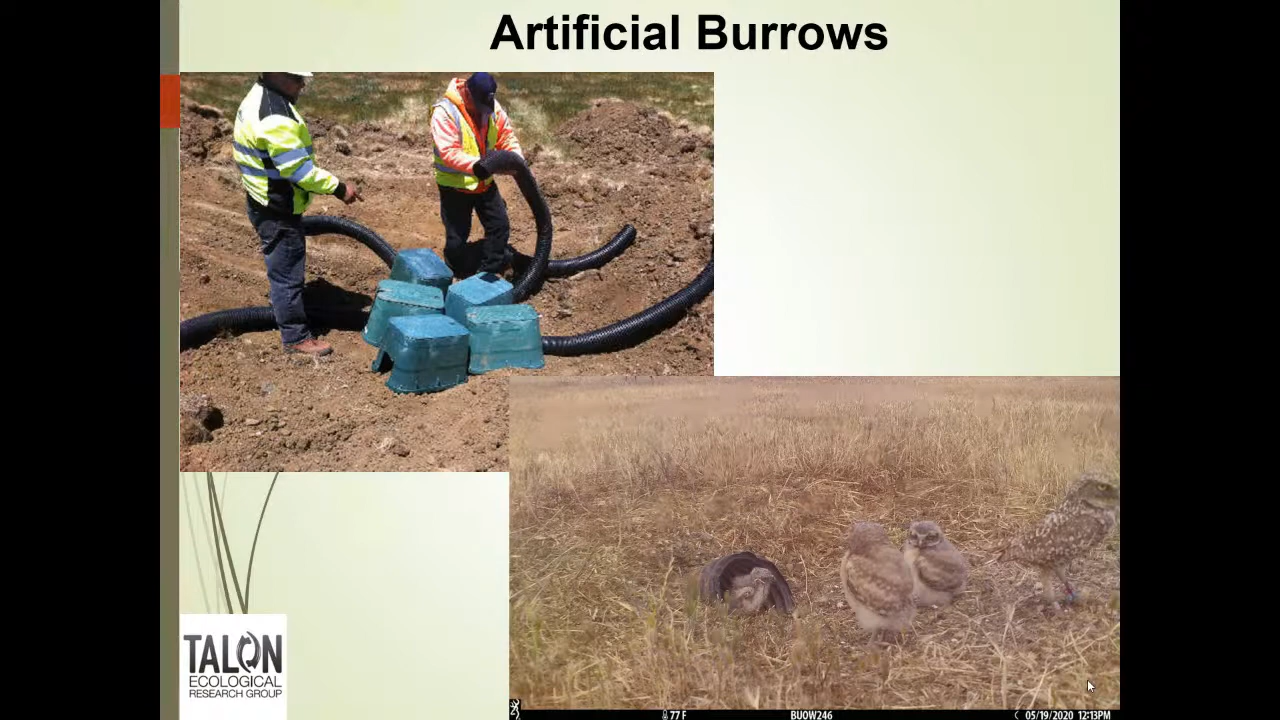 Artificial Burrows
TALON
ECOLOGICAL
RESEARCH GROUP
77 F
BUOW246
05/19/2020 12:13PM